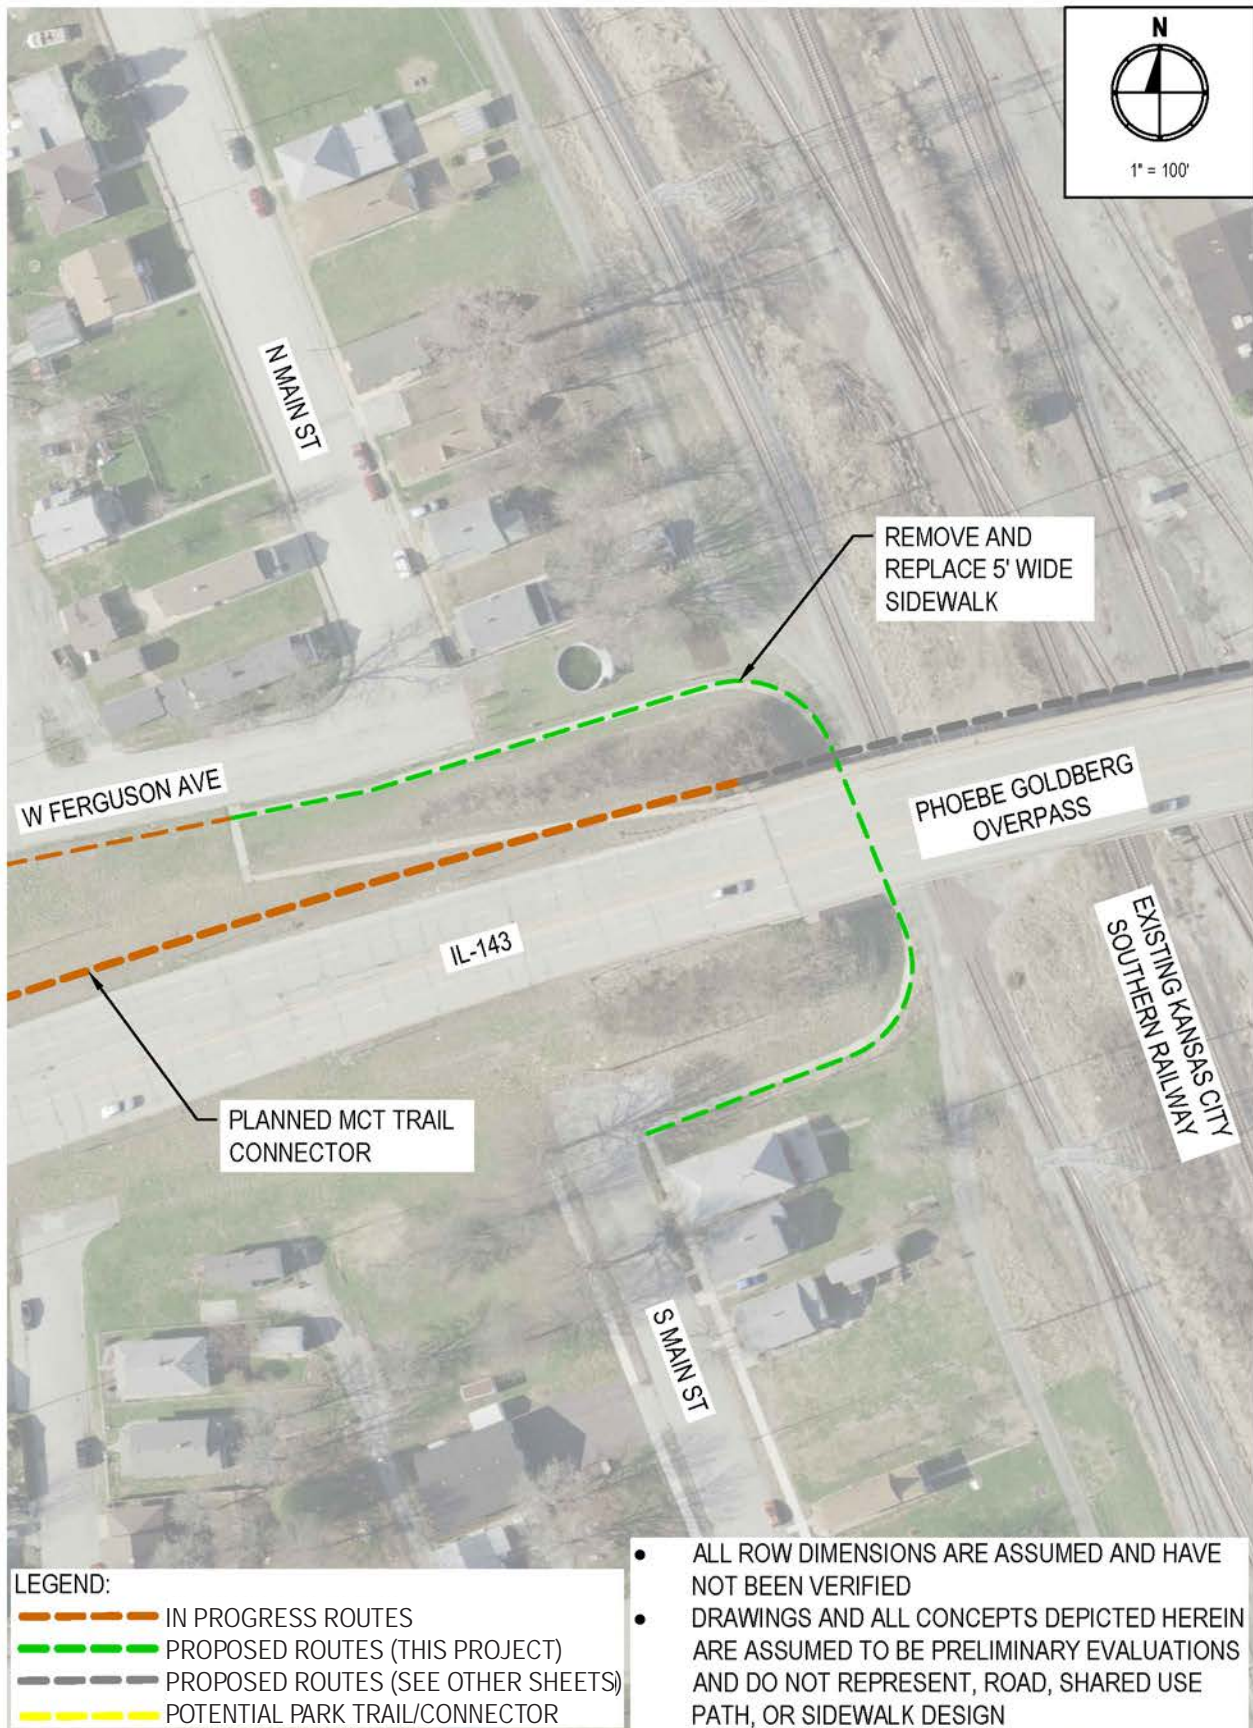 N
1" = 100'
N MAIN ST
REMOVE AND
REPLACE 5' WIDE
SIDEWALK
W FERGUSON AVE
PHOEBE GOLDBERG
OVERPASS
IL-143
EXISTING KANSAS CITY
SOUTHERN RAILWAY
PLANNED MCT TRAIL
CONNECTOR
S MAIN ST
LEGEND:
IN PROGRESS ROUTES
PROPOSED ROUTES (THIS PROJECT)
PROPOSED ROUTES (SEE OTHER SHEETS)
POTENTIAL PARK TRAIL/CONNECTOR
• ALL ROW DIMENSIONS ARE ASSUMED AND HAVE
NOT BEEN VERIFIED
• DRAWINGS AND ALL CONCEPTS DEPICTED HEREIN
ARE ASSUMED TO BE PRELIMINARY EVALUATIONS
AND DO NOT REPRESENT, ROAD, SHARED USE
PATH, OR SIDEWALK DESIGN